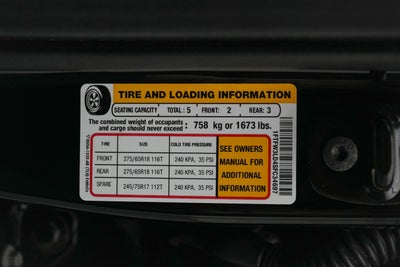 TIRE AND LOADING INFORMATION
SEATING CAPACITY TOTAL: 5 FRONT: 2 REAR: 3
The combined weight of occupants
and cargo should never exceed: 758 kg or 1673 lbs.
TIRE SIZE COLD TIRE PRESSURE
FRONT 275/65R18 116T 240 KPA, 35 PSI
REAR 275/65R18 116T 240 KPA, 35 PSI
SPARE 245/75R17 112T 240 KPA, 35 PSI
SEE OWNERS
MANUAL FOR
ADDITIONAL
INFORMATION